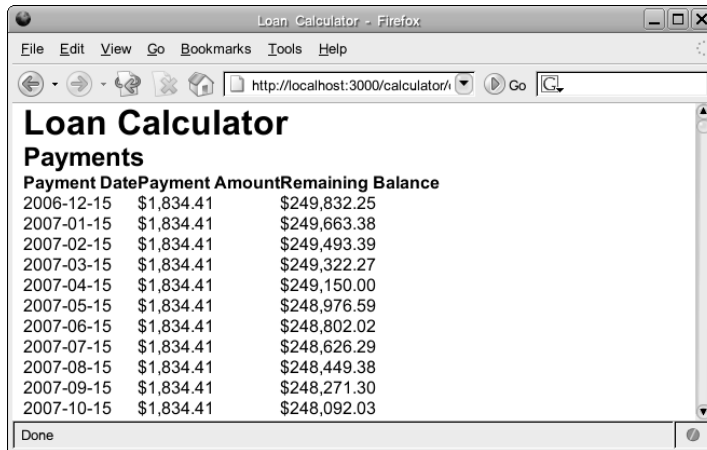 Loan Calculator - Firefox
File Edit View Go Bookmarks Tools Help
http://localhost:3000/calculator/ Go G
Loan Calculator
Payments
Payment DatePayment AmountRemaining Balance
2006-12-15 $1,834.41 $249,832.25
2007-01-15 $1,834.41 $249,663.38
2007-02-15 $1,834.41 $249,493.39
2007-03-15 $1,834.41 $249,322.27
2007-04-15 $1,834.41 $249,150.00
2007-05-15 $1,834.41 $248,976.59
2007-06-15 $1,834.41 $248,802.02
2007-07-15 $1,834.41 $248,626.29
2007-08-15 $1,834.41 $248,449.38
2007-09-15 $1,834.41 $248,271.30
2007-10-15 $1,834.41 $248,092.03
Done